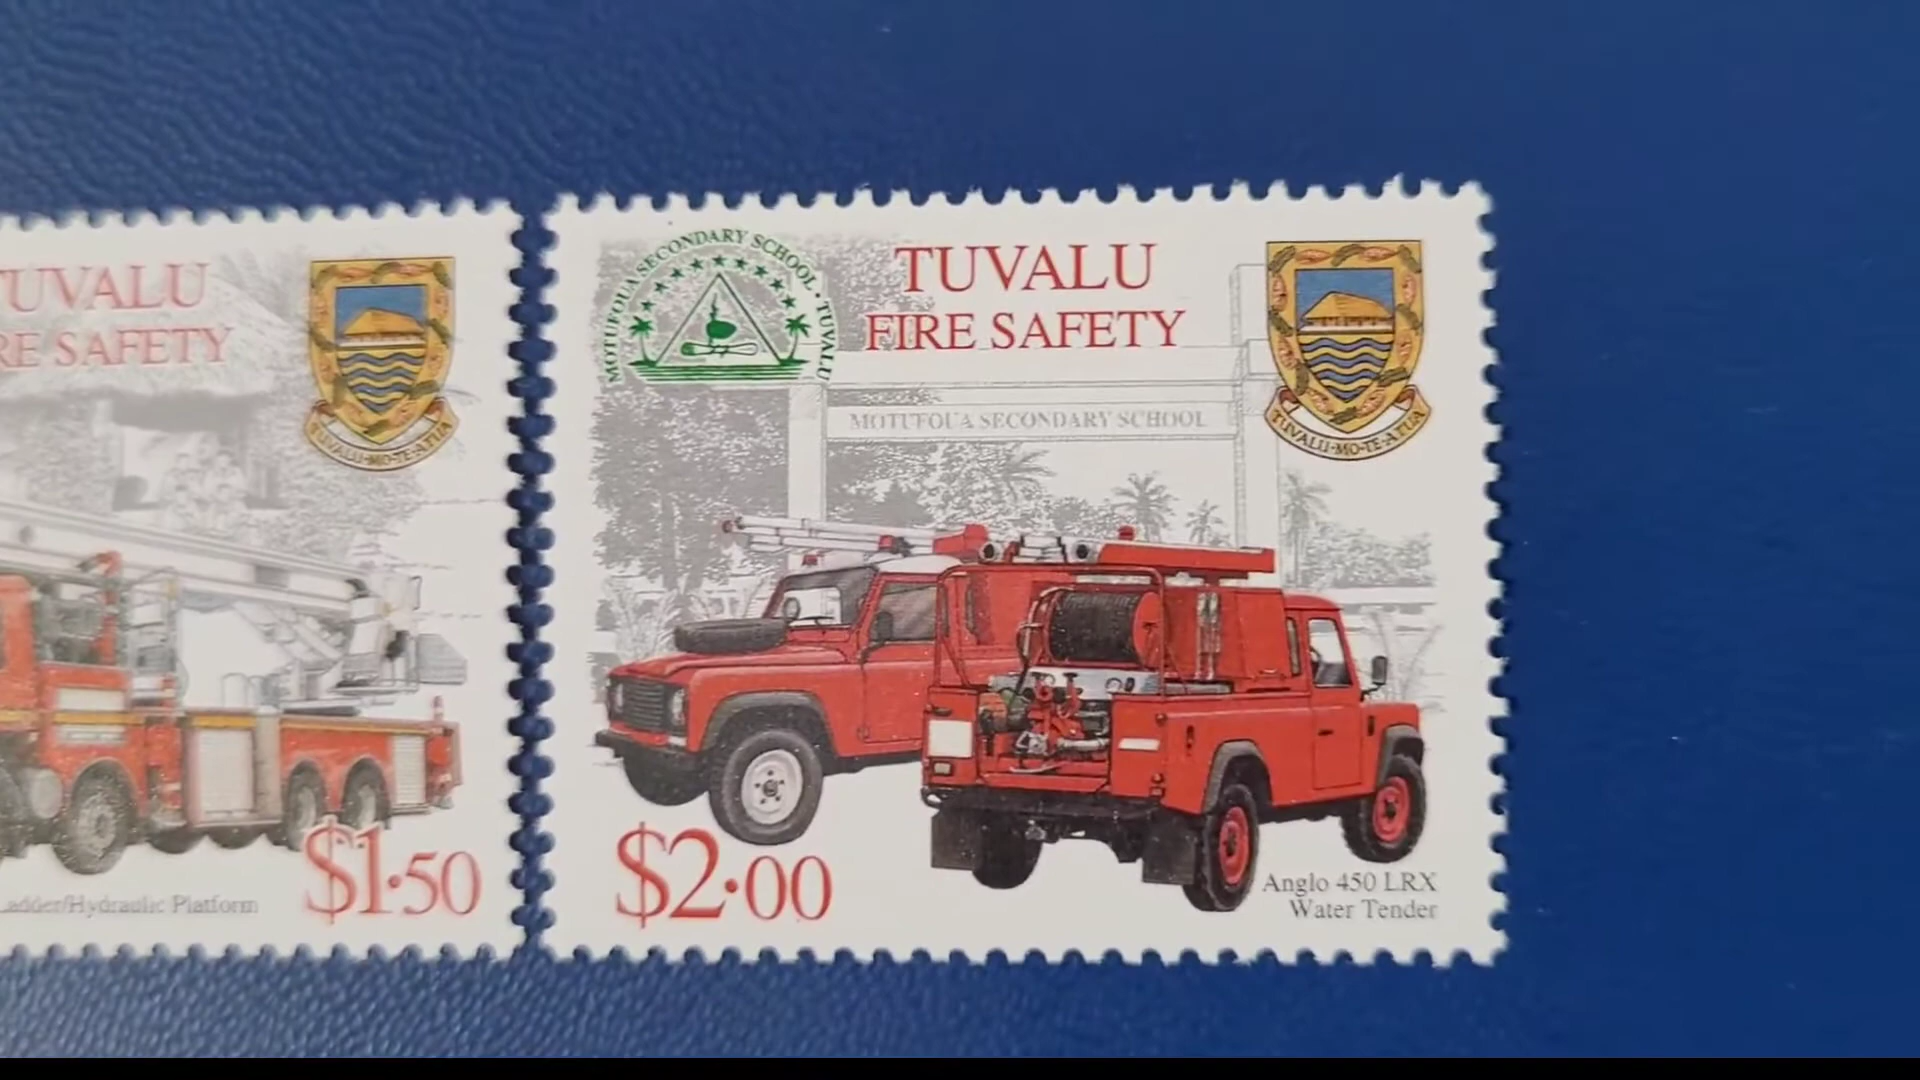 TUVALU
RE SAFETY
TUVALU-MO-TE-ATUA
adder/Hydraulic Platform
$1.50
MOTUFOUA SECONDARY SCHOOL • TUVALU
TUVALU
FIRE SAFETY
TUVALU-MO-TE-ATUA
MOTUFOUA SECONDARY SCHOOL
$2.00
Anglo 450 LRX
Water Tender